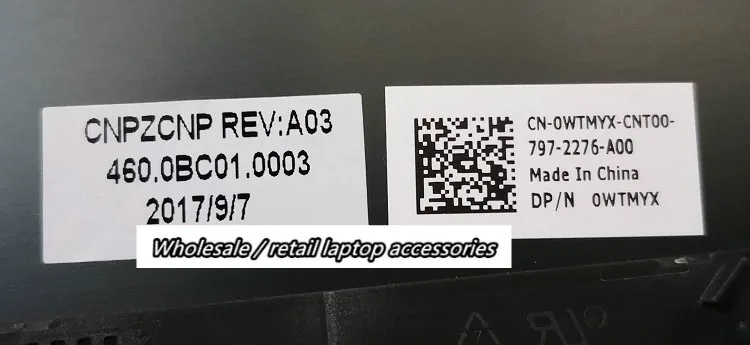 CNPZCNP REV:A03
460.0BC01.0003
2017/9/7
CN-0WTMYX-CNT00-
797-2276-A00
Made In China
DP/N 0WTMYX
Wholesale / retail laptop accessories